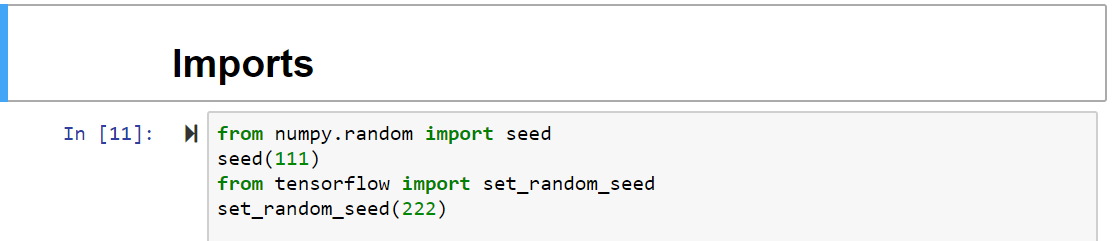 Imports
In [11]:
from numpy.random import seed
seed(111)
from tensorflow import set_random_seed
set_random_seed(222)